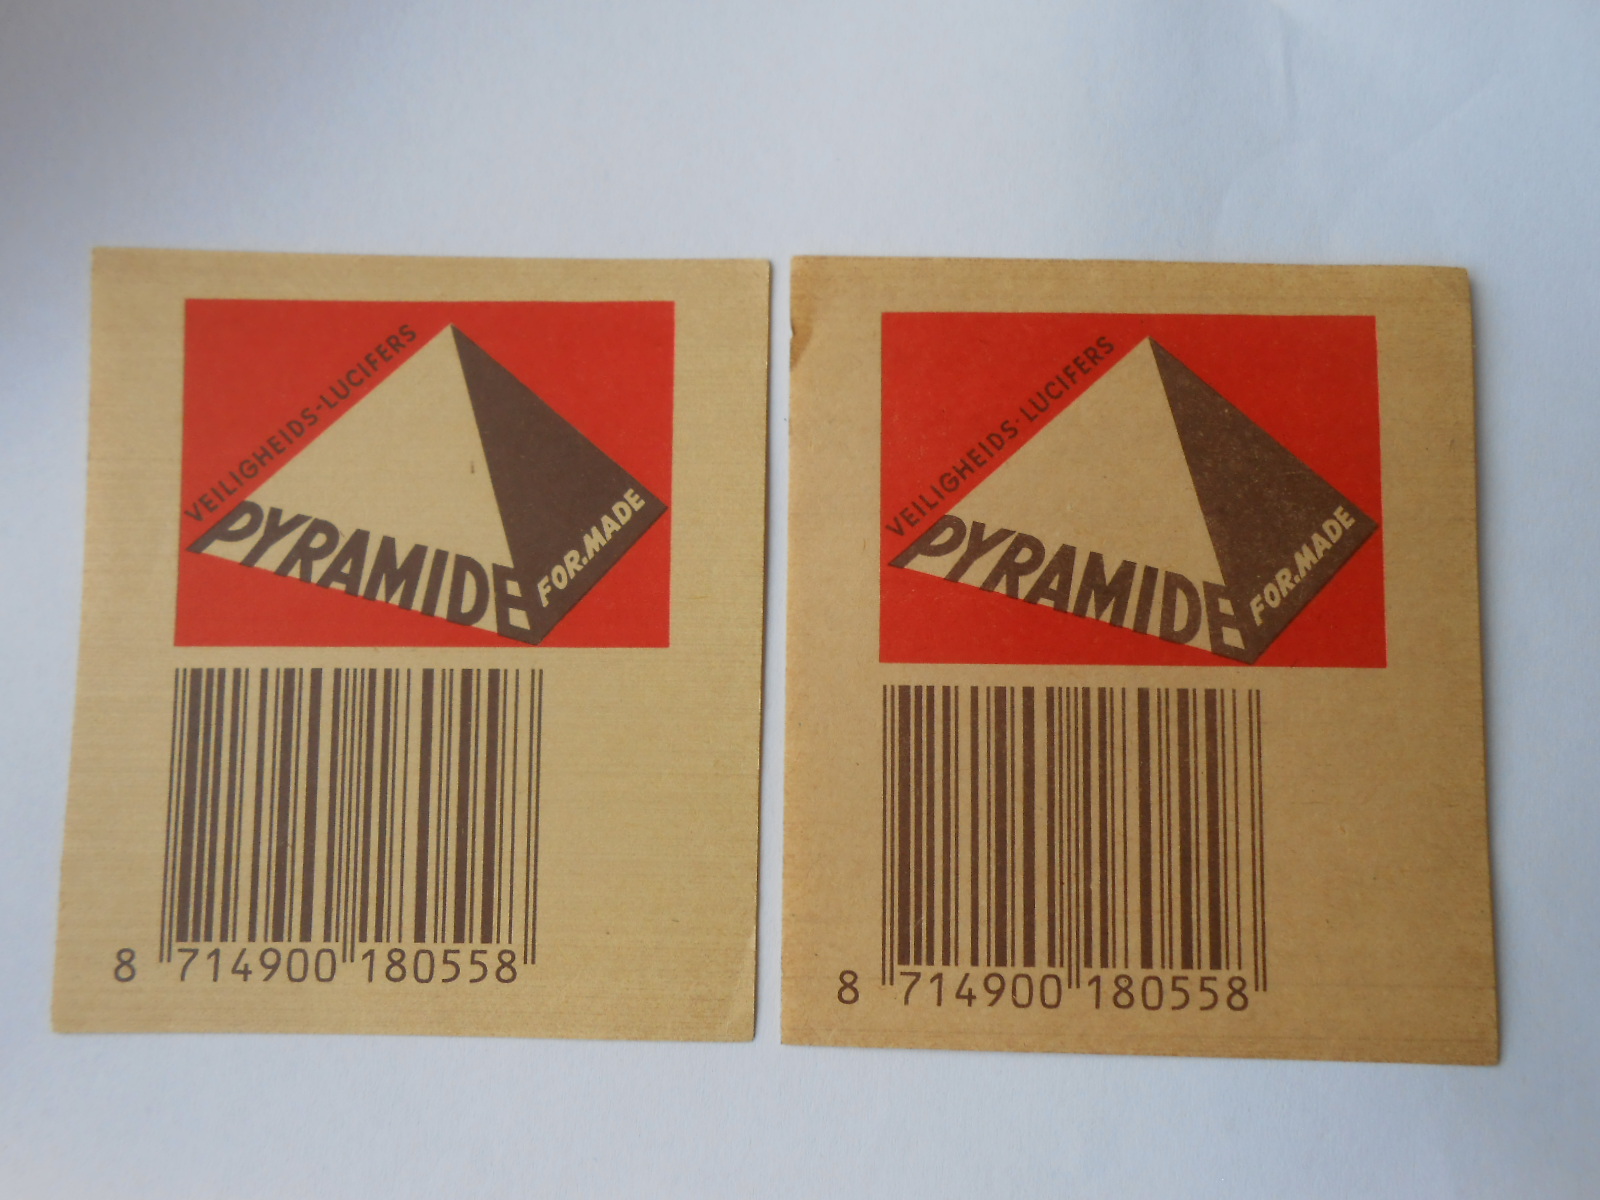 VEILIGHEIDS-LUCIFERS
PYRAMIDE
FOR.MADE
8 714900 180558
VEILIGHEIDS-LUCIFERS
PYRAMIDE
FOR.MADE
8 714900 180558